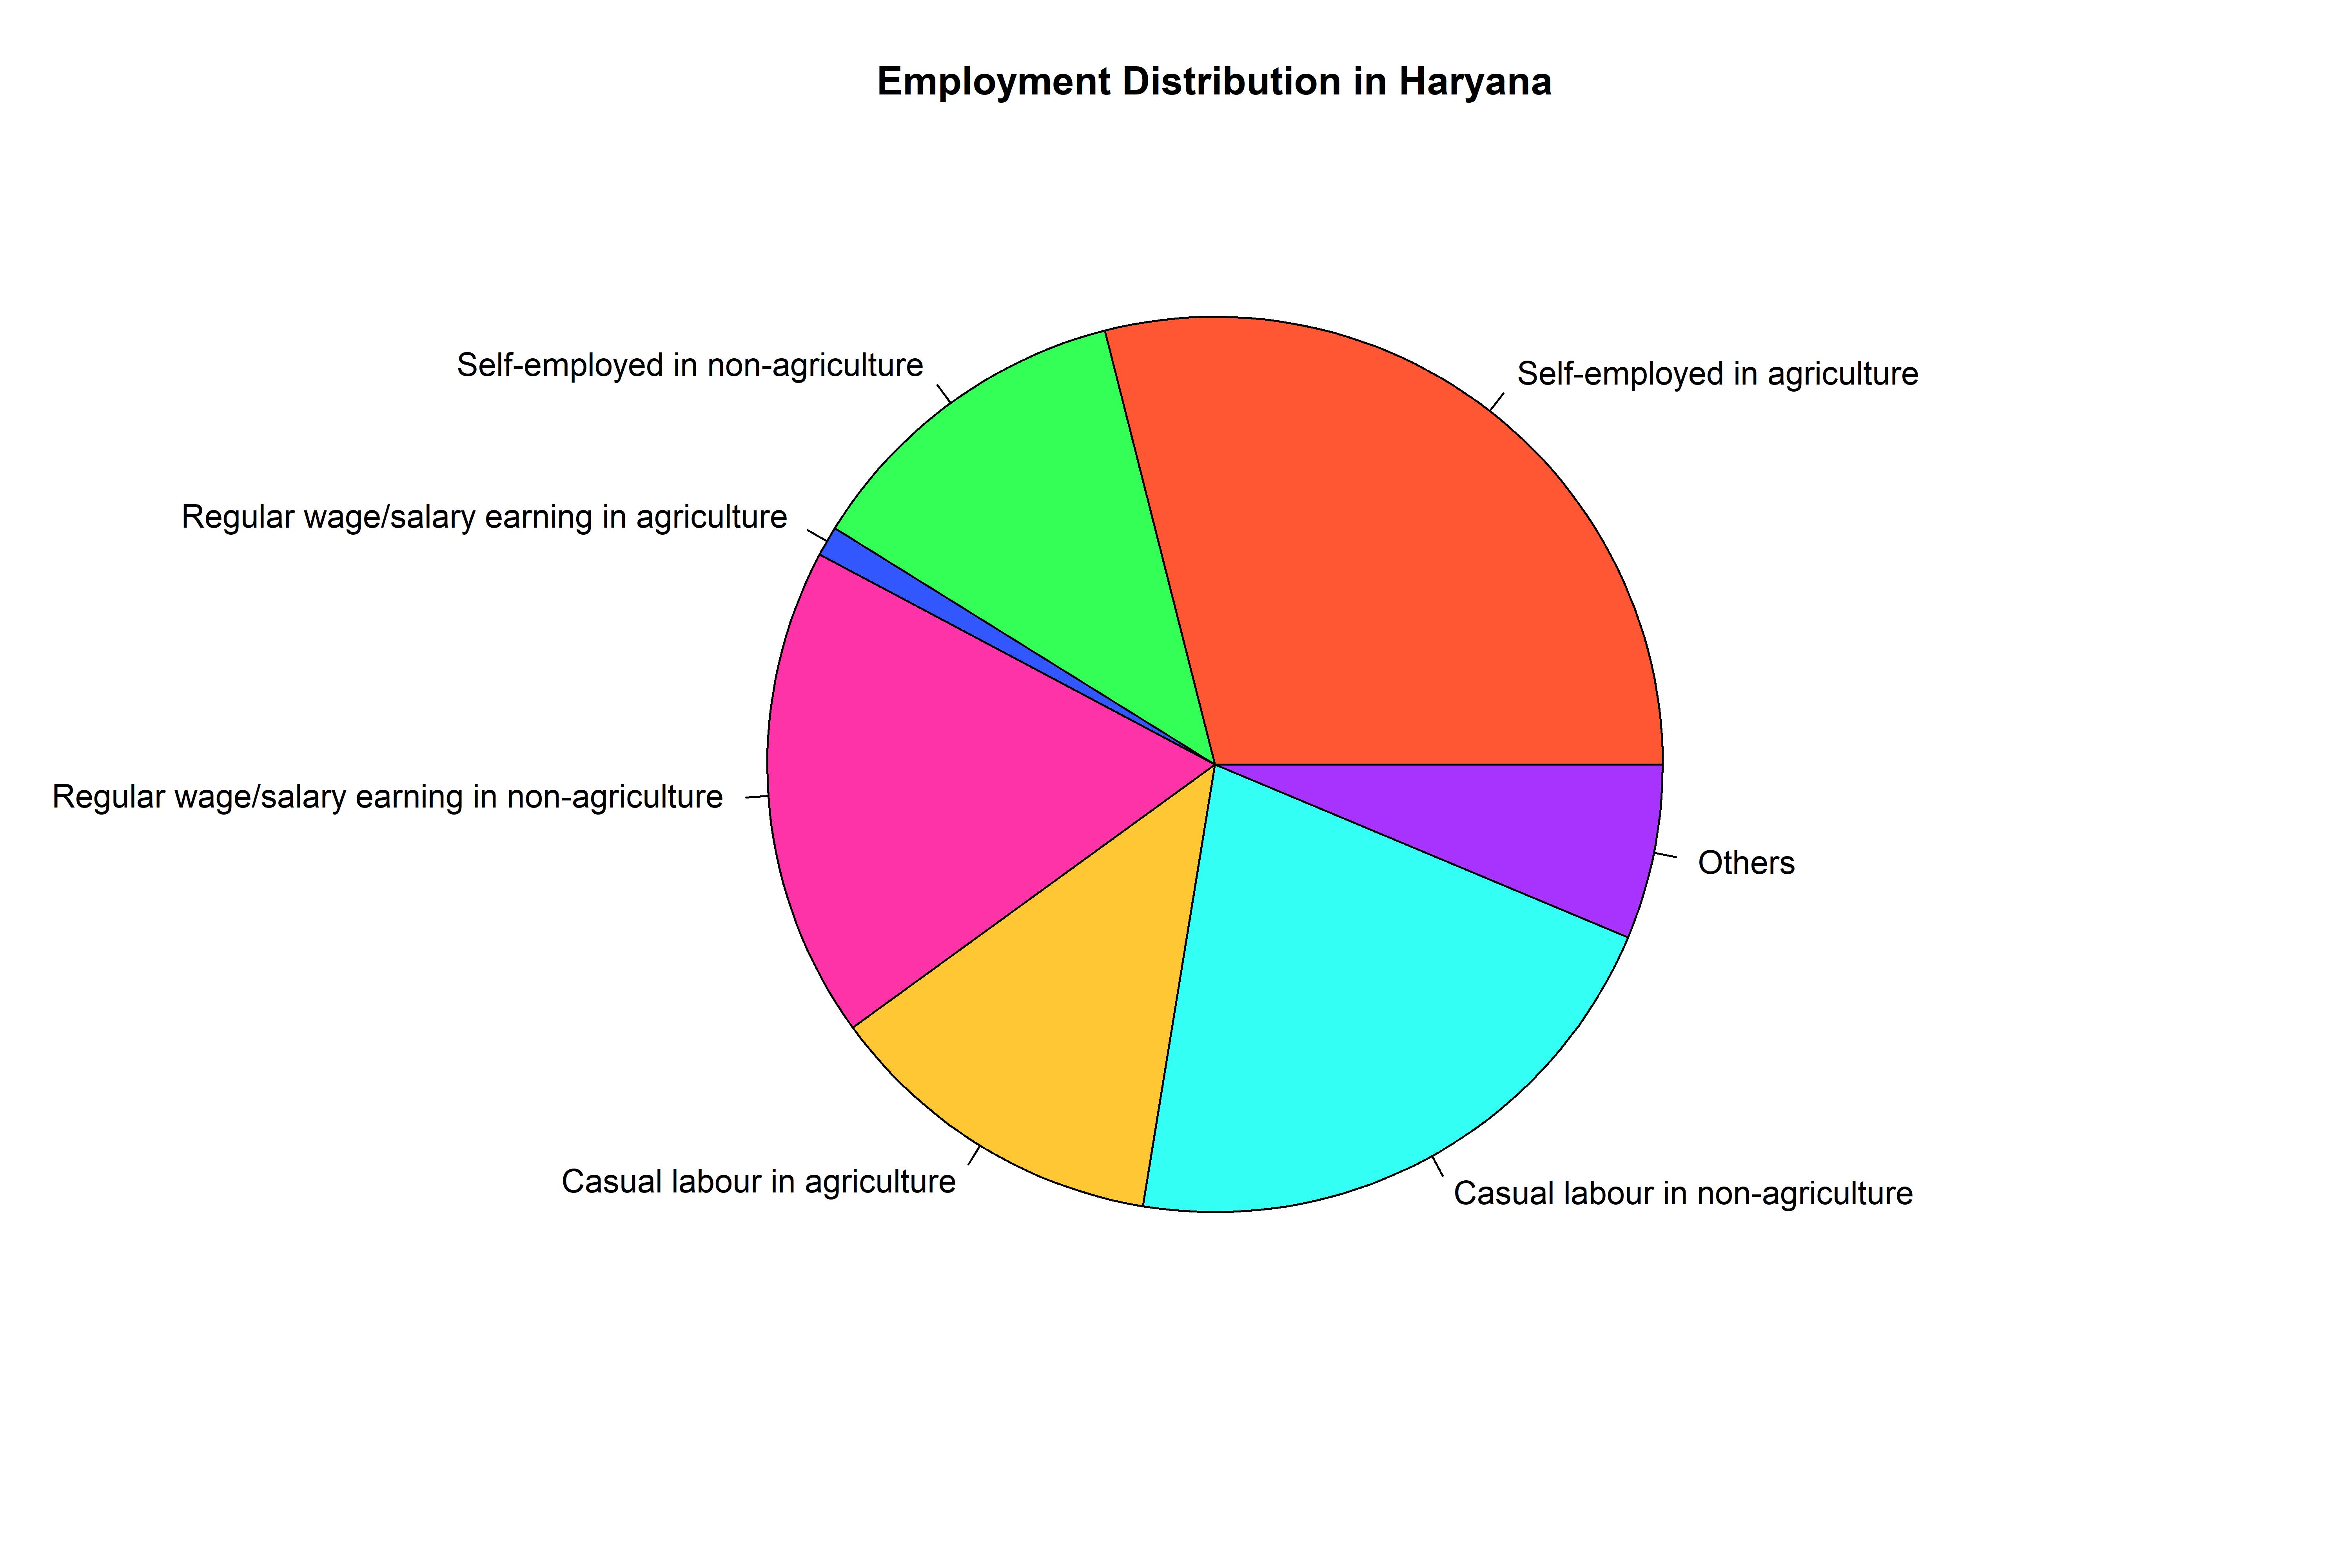 Employment Distribution in Haryana
Self-employed in non-agriculture
Self-employed in agriculture
Regular wage/salary earning in agriculture
Regular wage/salary earning in non-agriculture
Others
Casual labour in agriculture
Casual labour in non-agriculture